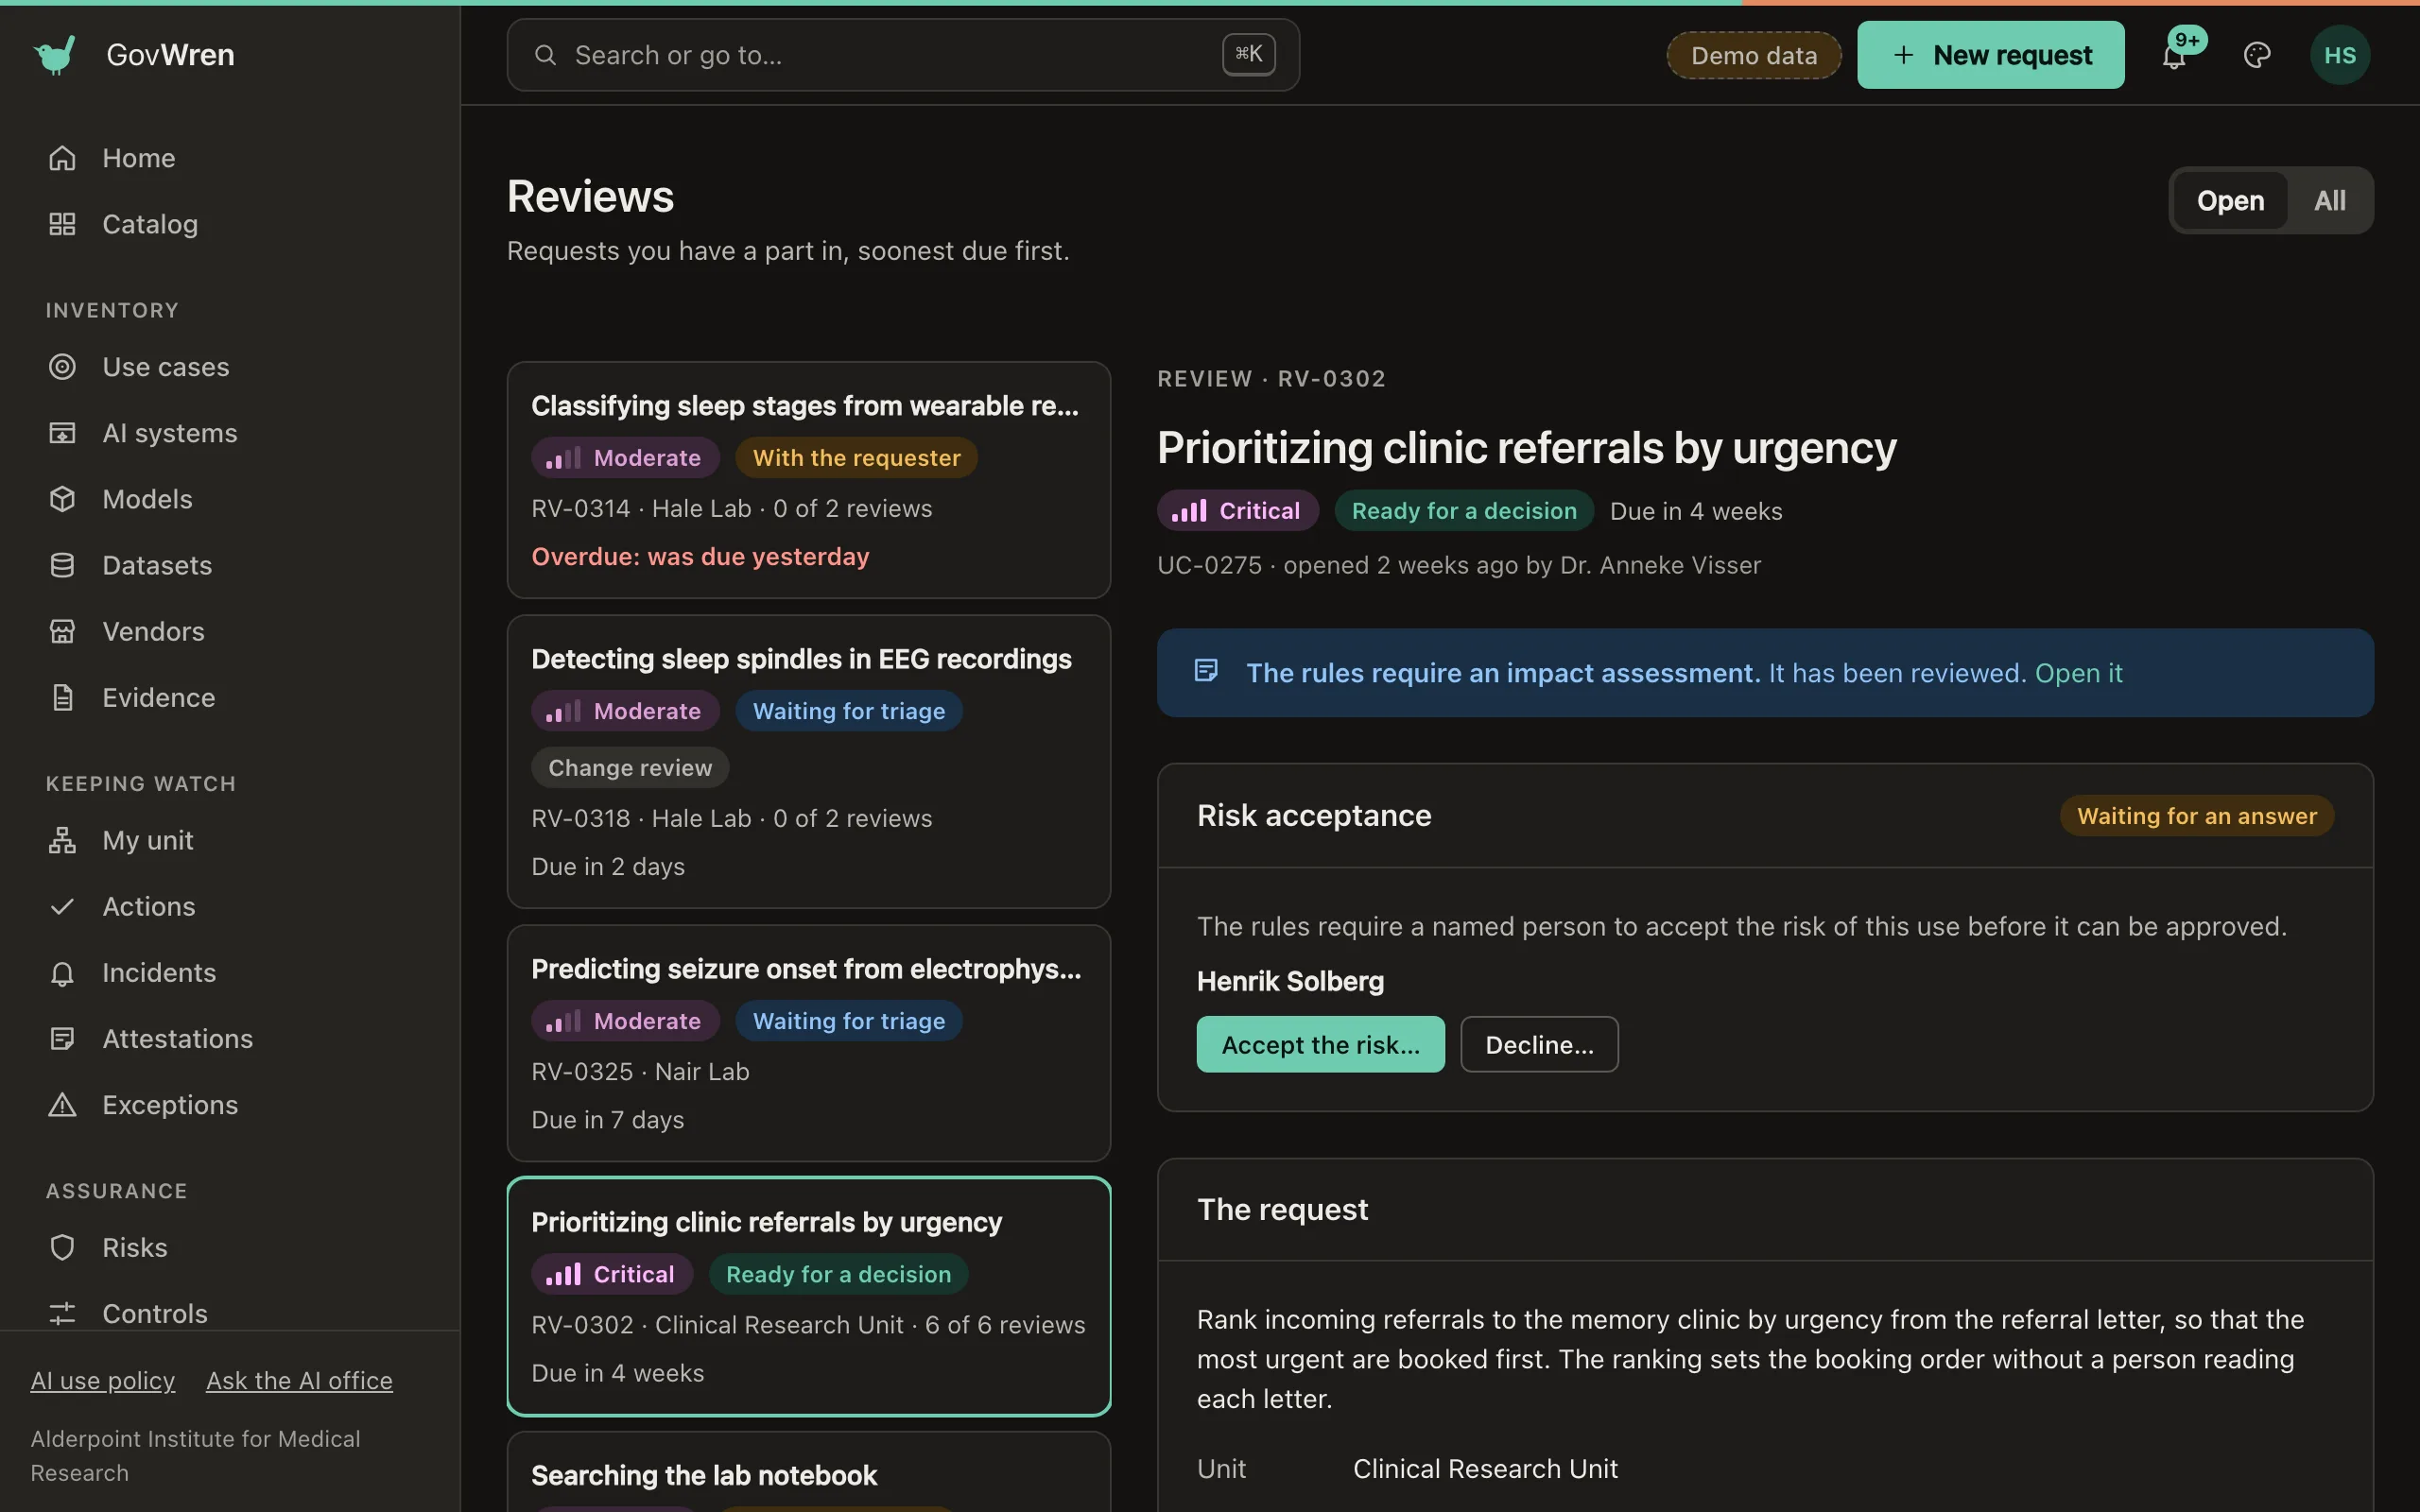 GovWren
Search or go to...
⌘K
Demo data
+ New request
9+
HS
Home
Catalog
INVENTORY
Use cases
AI systems
Models
Datasets
Vendors
Evidence
KEEPING WATCH
My unit
Actions
Incidents
Attestations
Exceptions
ASSURANCE
Risks
Controls
AI use policy
Ask the AI office
Alderpoint Institute for Medical
Research
Reviews
Requests you have a part in, soonest due first.
Open
All
Classifying sleep stages from wearable re...
Moderate
With the requester
RV-0314 · Hale Lab · 0 of 2 reviews
Overdue: was due yesterday
Detecting sleep spindles in EEG recordings
Moderate
Waiting for triage
Change review
RV-0318 · Hale Lab · 0 of 2 reviews
Due in 2 days
Predicting seizure onset from electrophys...
Moderate
Waiting for triage
RV-0325 · Nair Lab
Due in 7 days
Prioritizing clinic referrals by urgency
Critical
Ready for a decision
RV-0302 · Clinical Research Unit · 6 of 6 reviews
Due in 4 weeks
Searching the lab notebook
REVIEW · RV-0302
Prioritizing clinic referrals by urgency
Critical
Ready for a decision
Due in 4 weeks
UC-0275 · opened 2 weeks ago by Dr. Anneke Visser
The rules require an impact assessment. It has been reviewed. Open it
Risk acceptance
Waiting for an answer
The rules require a named person to accept the risk of this use before it can be approved.
Henrik Solberg
Accept the risk...
Decline...
The request
Rank incoming referrals to the memory clinic by urgency from the referral letter, so that the
most urgent are booked first. The ranking sets the booking order without a person reading
each letter.
Unit
Clinical Research Unit